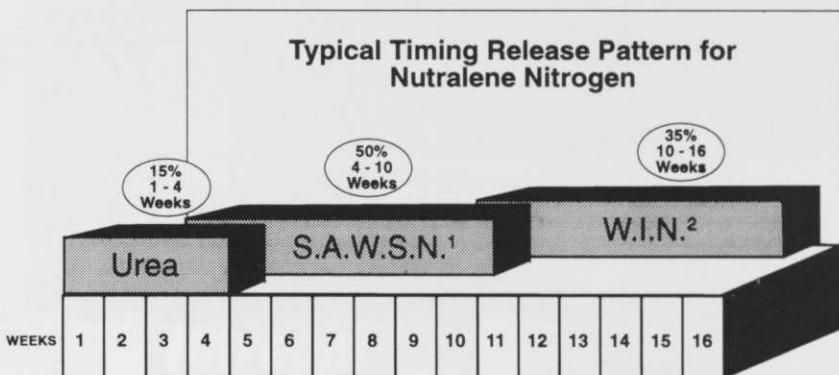 Typical Timing Release Pattern for
Nutralene Nitrogen
15%
1 - 4
Weeks
50%
4 - 10
Weeks
35%
10 - 16
Weeks
Urea
S.A.W.S.N.¹
W.I.N.²
WEEKS 1 2 3 4 5 6 7 8 9 10 11 12 13 14 15 16